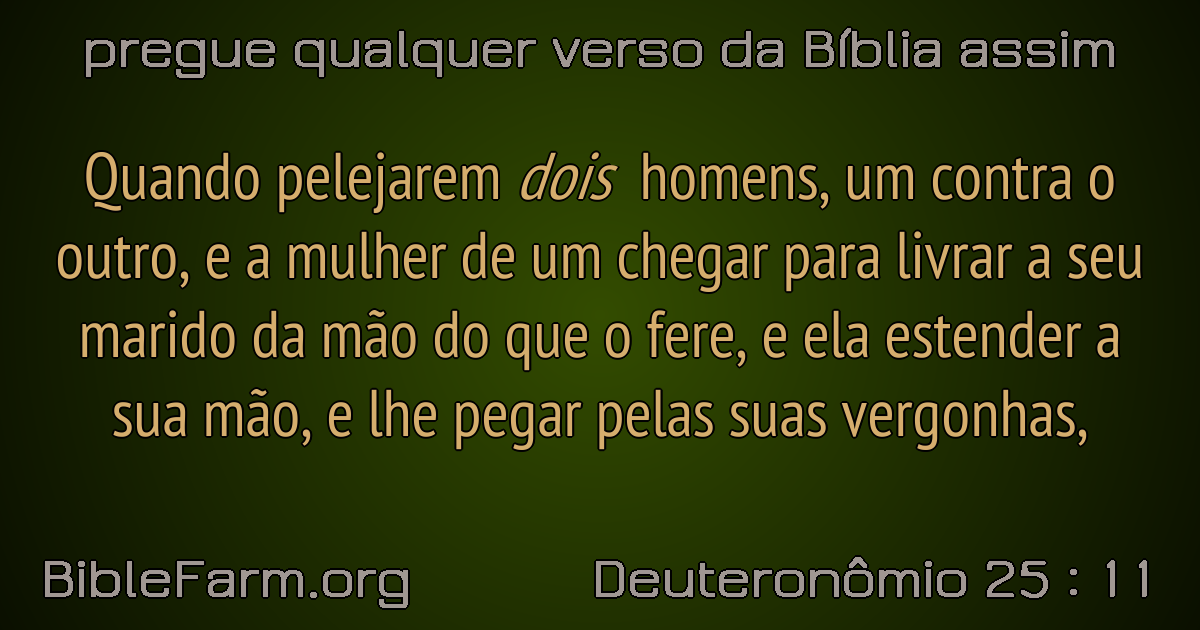 pregue qualquer verso da Bíblia assim
Quando pelejarem dois homens, um contra o
outro, e a mulher de um chegar para livrar a seu
marido da mão do que o fere, e ela estender a
sua mão, e lhe pegar pelas suas vergonhas,
BibleFarm.org
Deuteronômio 25 : 11